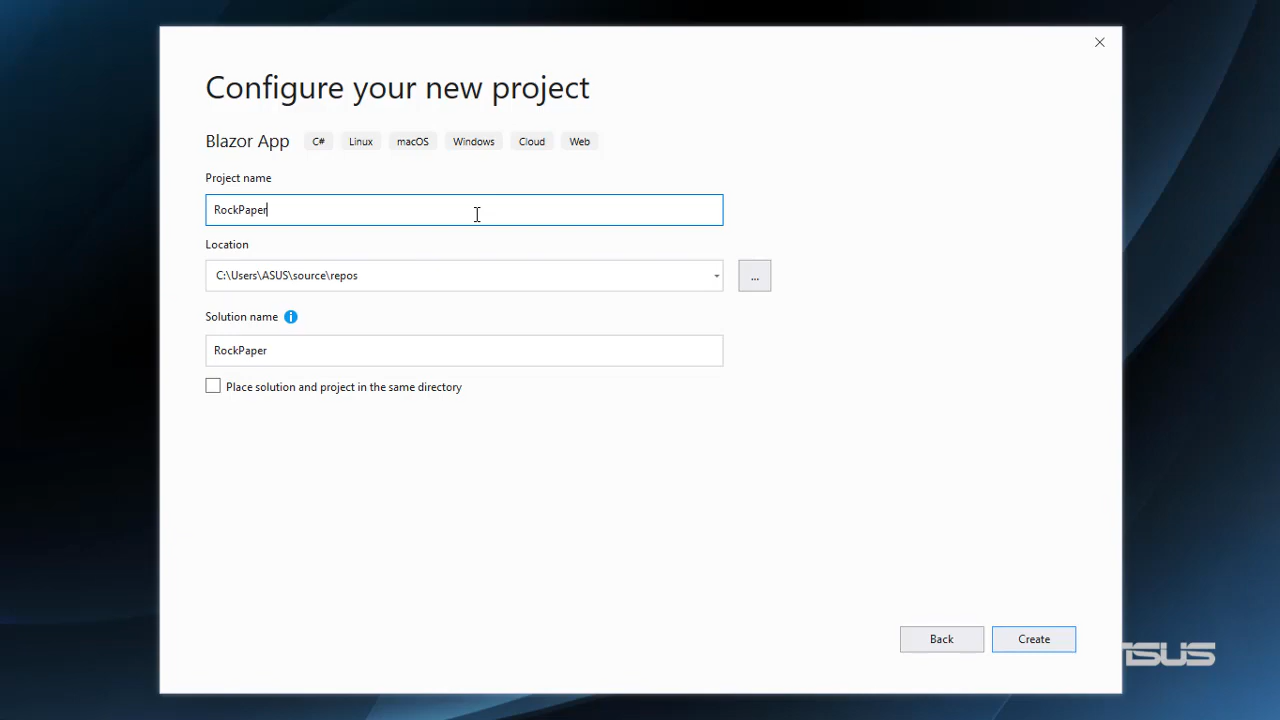 Configure your new project
Blazor App C# Linux macOS Windows Cloud Web
Project name
RockPaper
Location
C:\Users\ASUS\source\repos
...
Solution name
RockPaper
Place solution and project in the same directory
Back Create